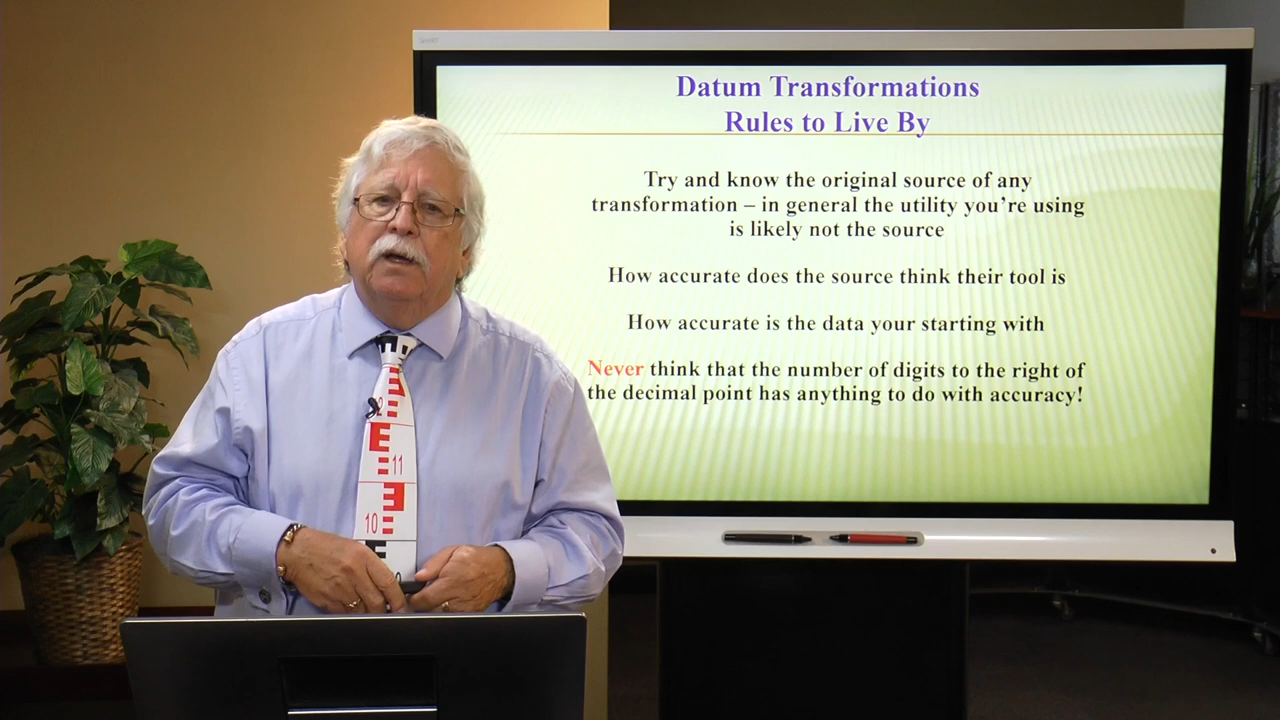 Datum Transformations
Rules to Live By
Try and know the original source of any
transformation – in general the utility you're using
is likely not the source
How accurate does the source think their tool is
How accurate is the data your starting with
Never think that the number of digits to the right of
the decimal point has anything to do with accuracy!
2
11
10